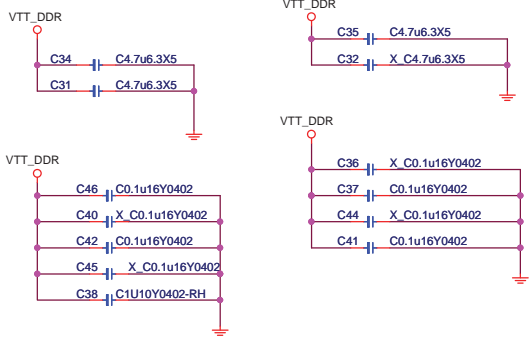 VTT_DDR
C34 C4.7u6.3X5
C31 C4.7u6.3X5
VTT_DDR
C35 C4.7u6.3X5
C32 X_C4.7u6.3X5
VTT_DDR
C46 C0.1u16Y0402
C40 X_C0.1u16Y0402
C42 C0.1u16Y0402
C45 X_C0.1u16Y0402
C38 C1U10Y0402-RH
VTT_DDR
C36 X_C0.1u16Y0402
C37 C0.1u16Y0402
C44 X_C0.1u16Y0402
C41 C0.1u16Y0402